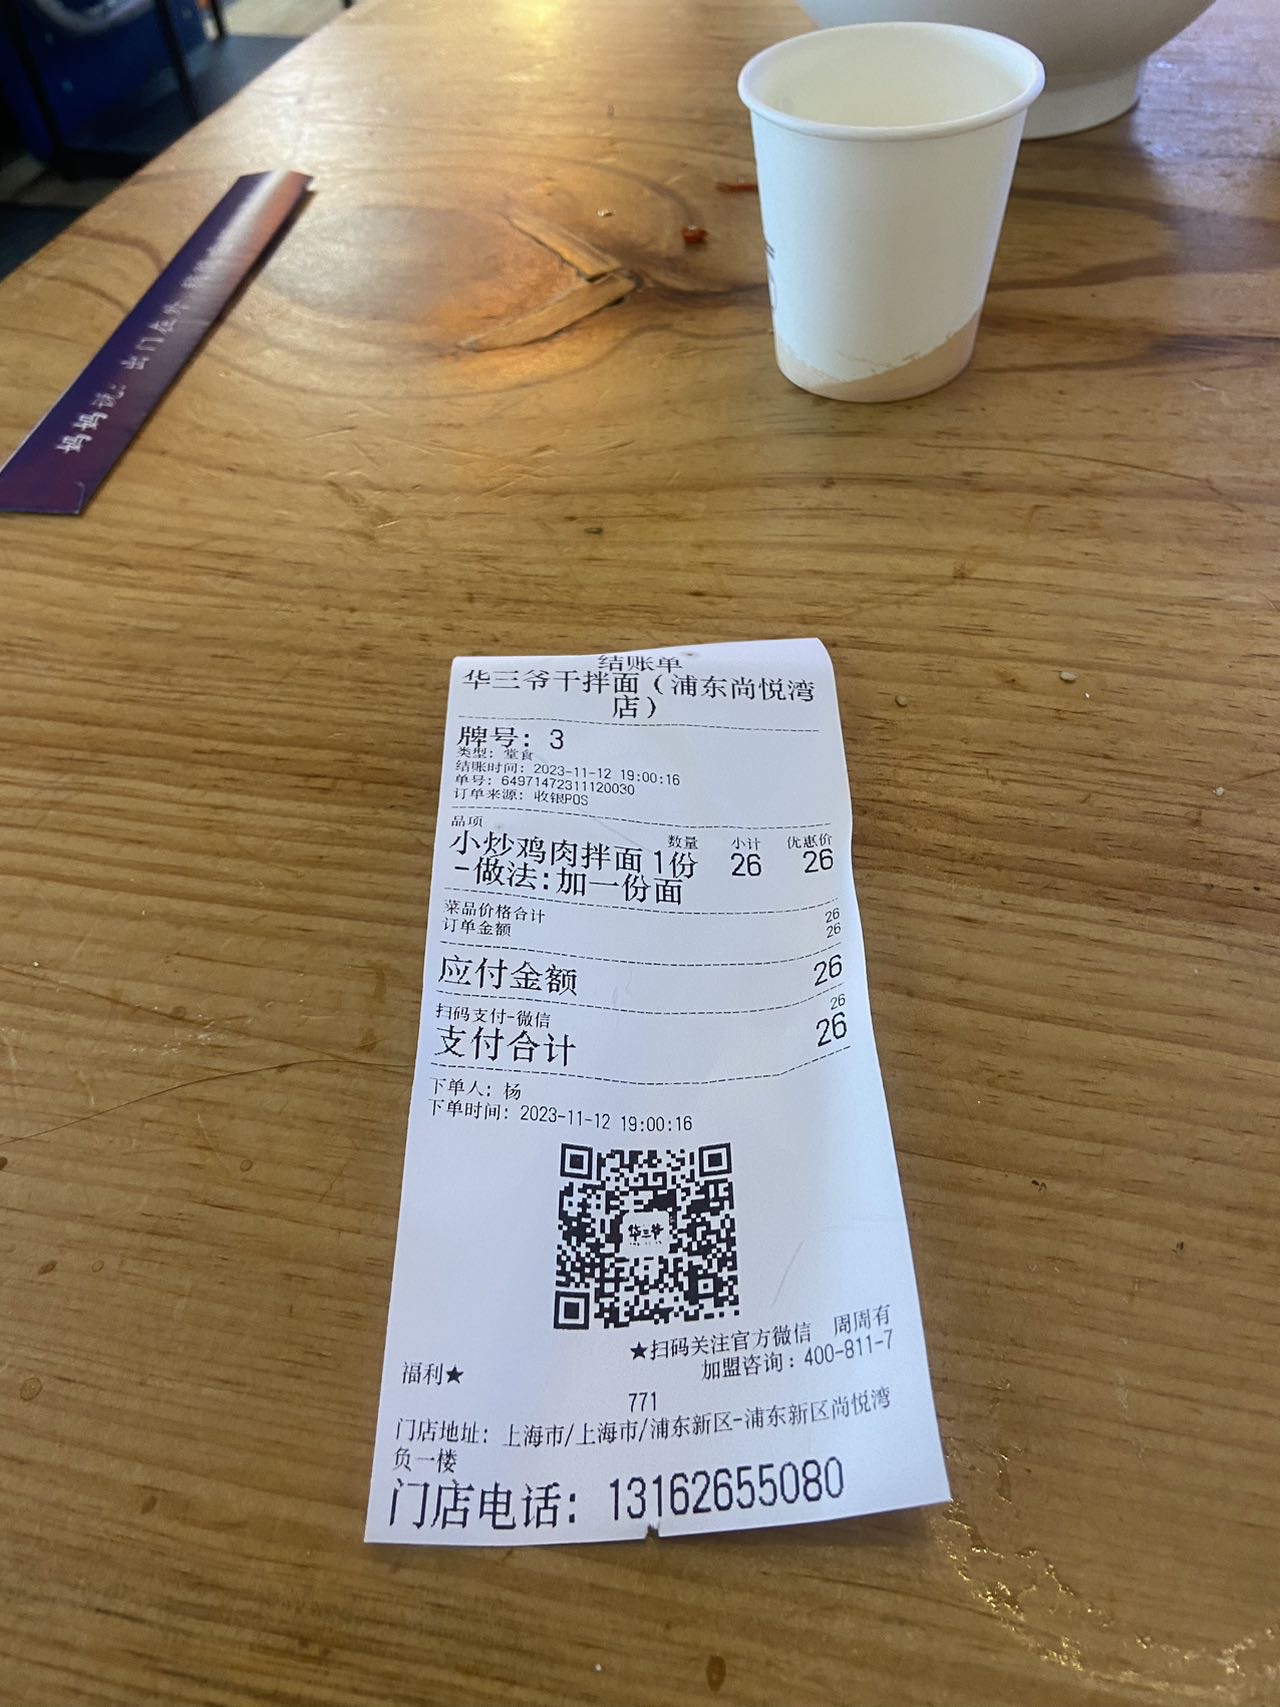 妈妈说：出门在外
结账单
华三爷干拌面（浦东尚悦湾
店）
牌号: 3
类型: 堂食
结账时间: 2023-11-12 19:00:16
单号: 64971472311120030
订单来源: 收银POS
品项 数量 小计 优惠价
小炒鸡肉拌面 1份 26 26
-做法:加一份面
菜品价格合计 26
订单金额 26
应付金额 26
扫码支付-微信 26
支付合计 26
下单人: 杨
下单时间: 2023-11-12 19:00:16
华三爷
★扫码关注官方微信 周周有
福利★ 加盟咨询:400-811-7
771
门店地址: 上海市/上海市/浦东新区-浦东新区尚悦湾
负一楼
门店电话: 13162655080